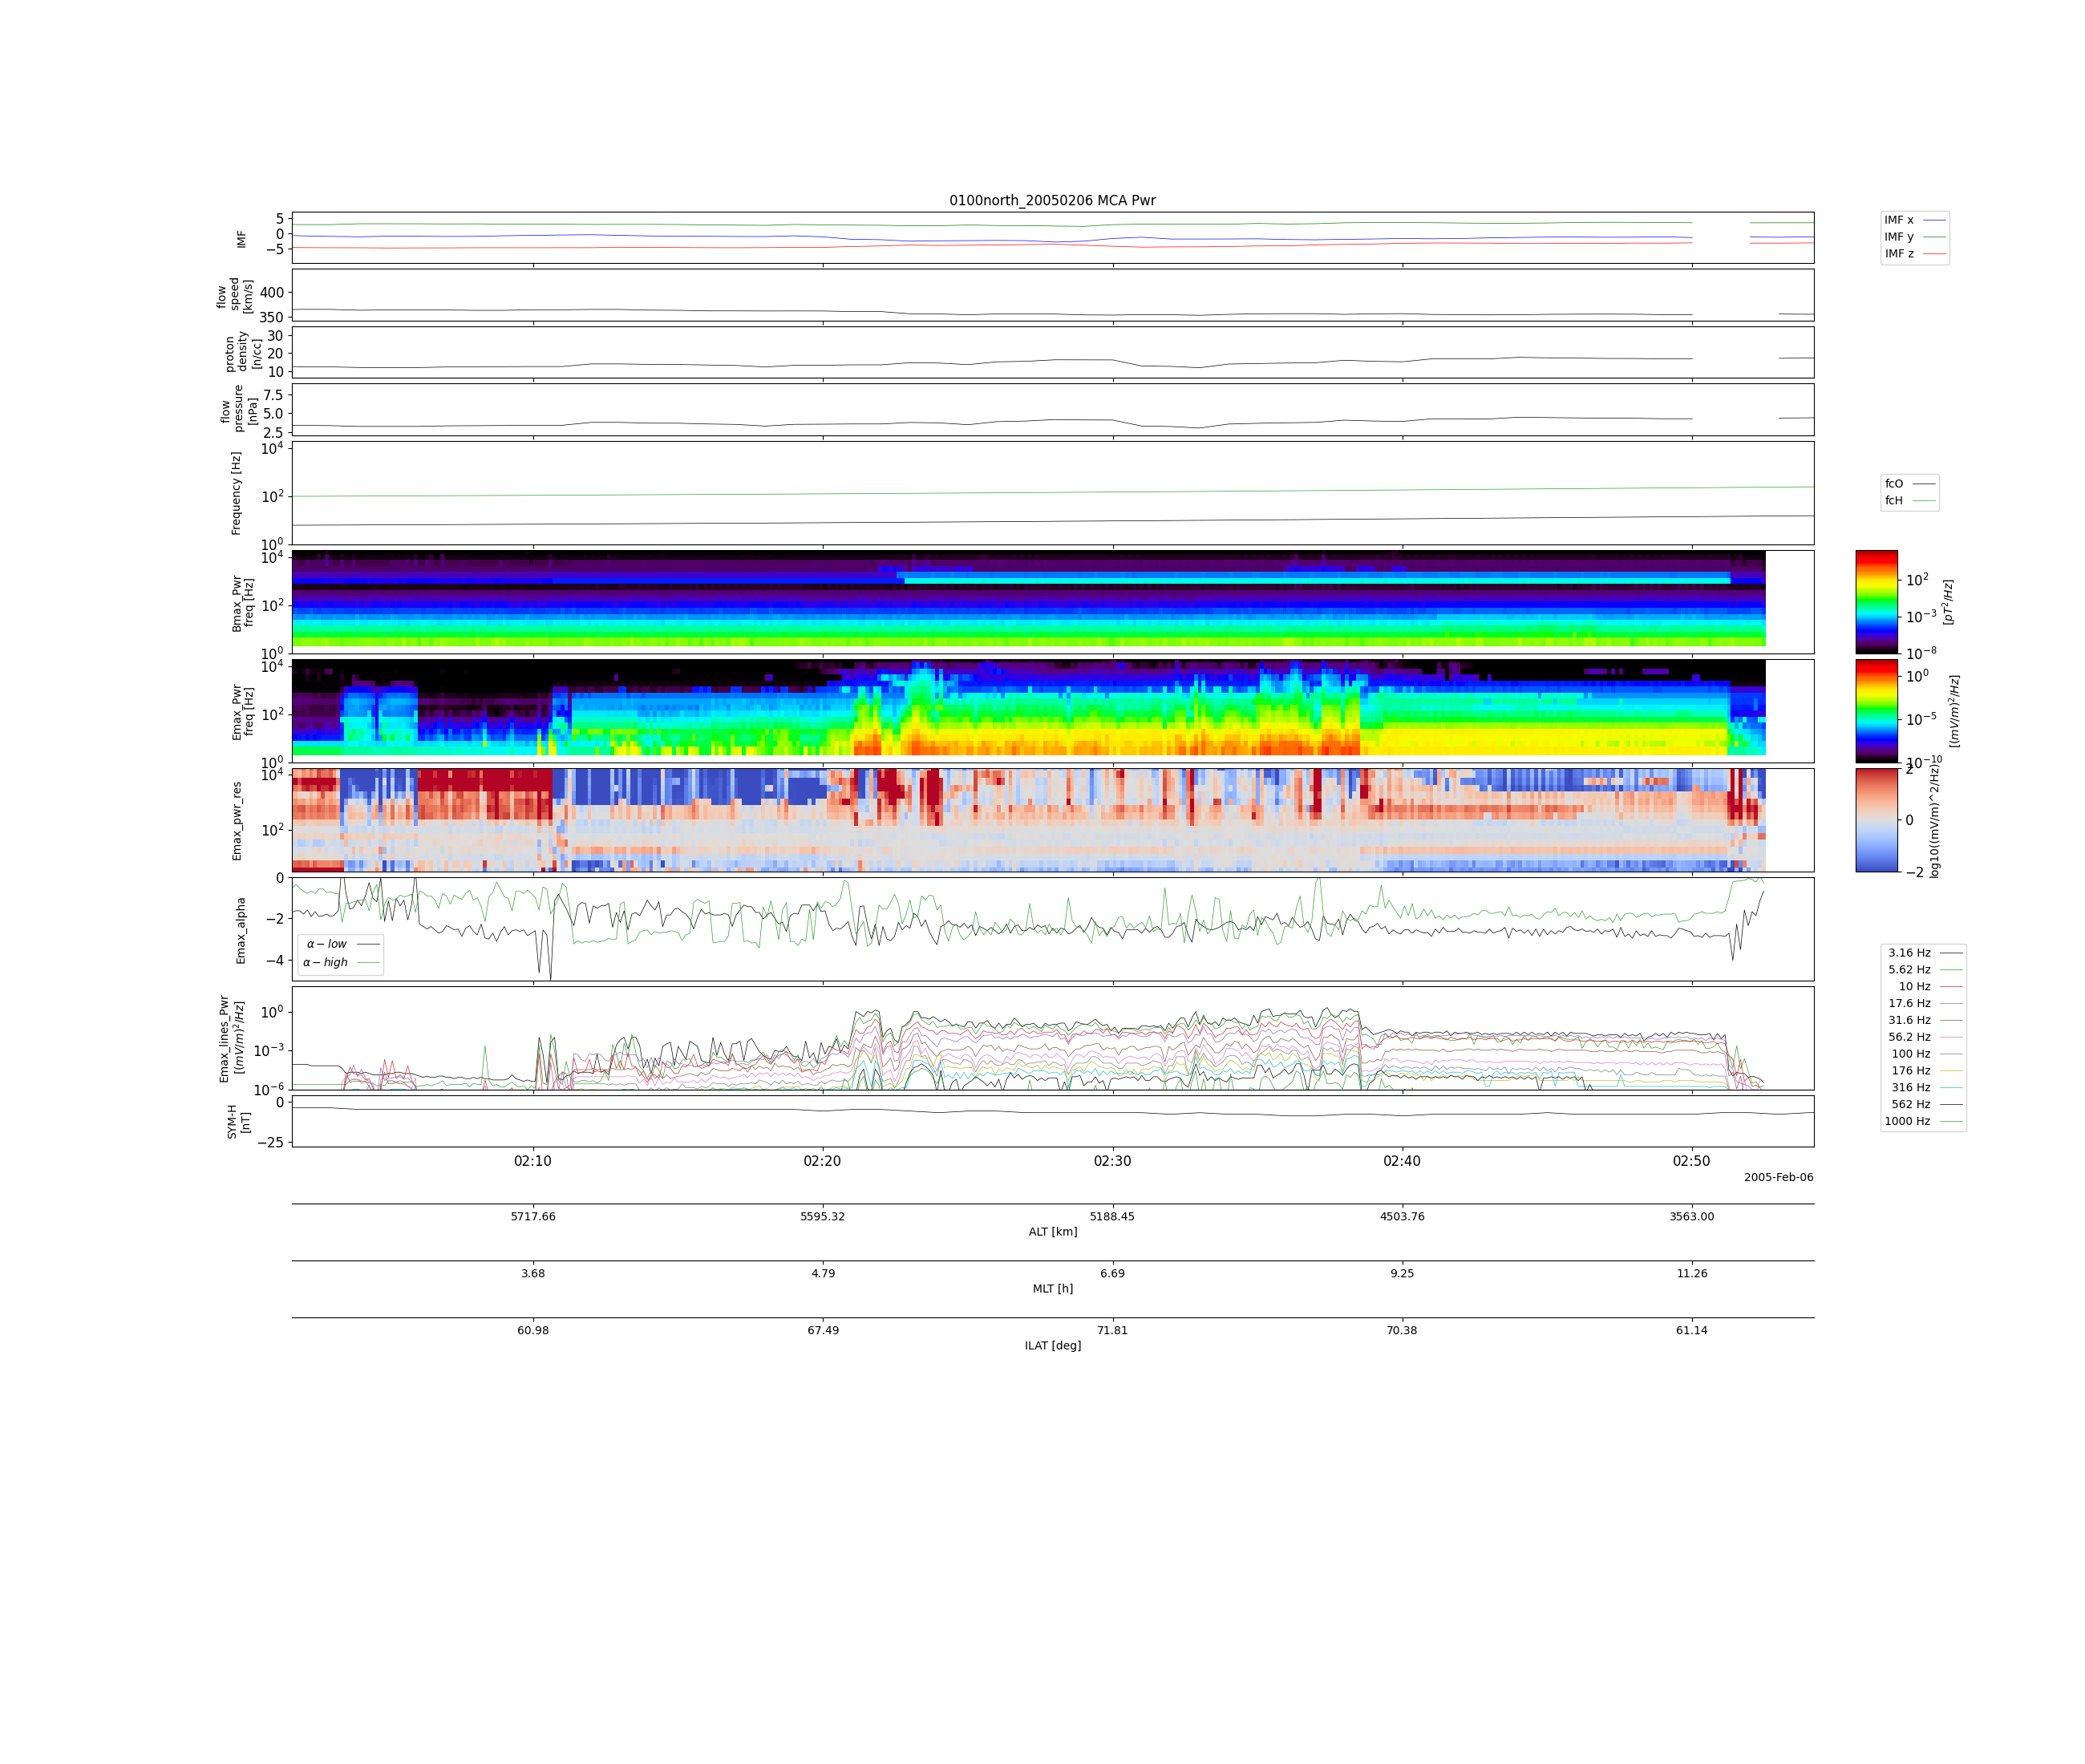 0100north_20050206 MCA Pwr
5
0
−5
IMF
IMF x
IMF y
IMF z
400
350
flow
speed
[km/s]
30
20
10
proton
density
[n/cc]
7.5
5.0
2.5
flow
pressure
[nPa]
10^4
10^2
10^0
Frequency [Hz]
fcO
fcH
10^4
10^2
10^0
Bmax_Pwr
freq [Hz]
10^2
10^−3
10^−8
[pT^2/Hz]
10^4
10^2
10^0
Emax_Pwr
freq [Hz]
10^0
10^−5
10^−10
[(mV/m)^2/Hz]
10^4
10^2
Emax_pwr_res
2
0
−2
log10((mV/m)^2/Hz)
0
−2
−4
Emax_alpha
α − low
α − high
10^0
10^−3
10^−6
Emax_lines_Pwr
[(mV/m)^2/Hz]
3.16 Hz
5.62 Hz
10 Hz
17.6 Hz
31.6 Hz
56.2 Hz
100 Hz
176 Hz
316 Hz
562 Hz
1000 Hz
0
−25
SYM-H
[nT]
02:10 02:20 02:30 02:40 02:50
2005-Feb-06
5717.66 5595.32 5188.45 4503.76 3563.00
ALT [km]
3.68 4.79 6.69 9.25 11.26
MLT [h]
60.98 67.49 71.81 70.38 61.14
ILAT [deg]